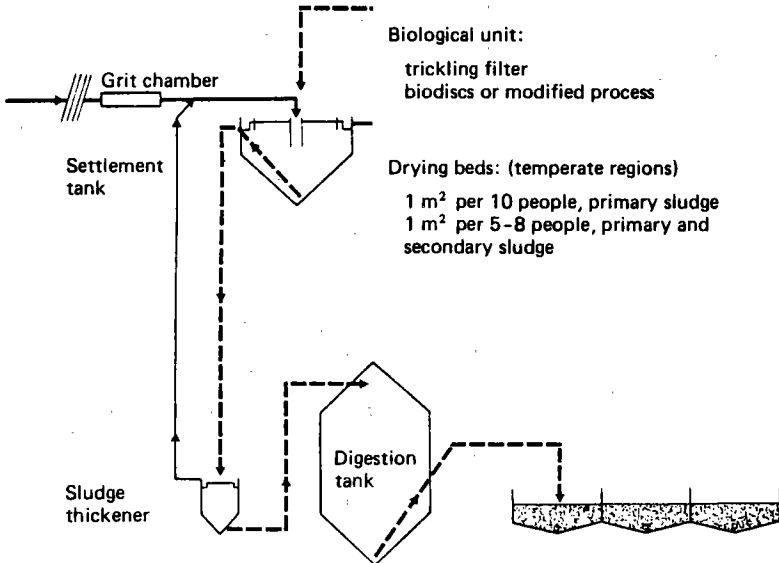 Biological unit:
trickling filter
biodiscs or modified process
Grit chamber
Settlement
tank
Drying beds: (temperate regions)
1 m² per 10 people, primary sludge
1 m² per 5-8 people, primary and
secondary sludge
Digestion
tank
Sludge
thickener